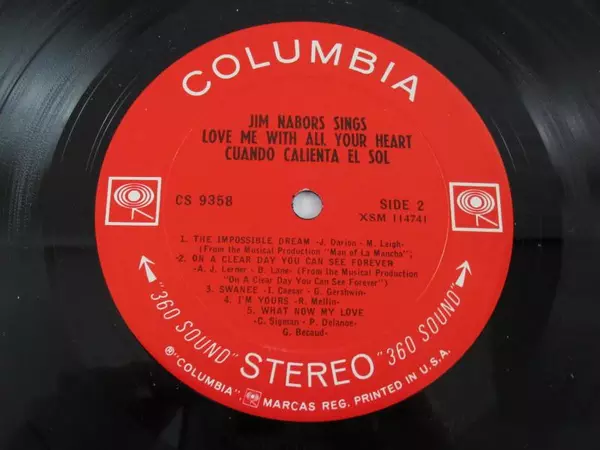 COLUMBIA
JIM NABORS SINGS
LOVE ME WITH ALL YOUR HEART
CUANDO CALIENTA EL SOL
CS 9358
SIDE 2
XSM 114741
1. THE IMPOSSIBLE DREAM -J. Darion - M. Leigh-
(From the Musical Production "Man of La Mancha")
-2. ON A CLEAR DAY YOU CAN SEE FOREVER
-A. J. Lerner - B. Lane- (From the Musical Production
"On A Clear Day You Can See Forever")
3. SWANEE -I. Caesar - G. Gershwin-
4. I'M YOURS -R. Mellin-
5. WHAT NOW MY LOVE
-C. Sigman - P. Delanoe-
G. Becaud-
"360 SOUND" STEREO "360 SOUND"
℗"COLUMBIA", MARCAS REG. PRINTED IN U.S.A.